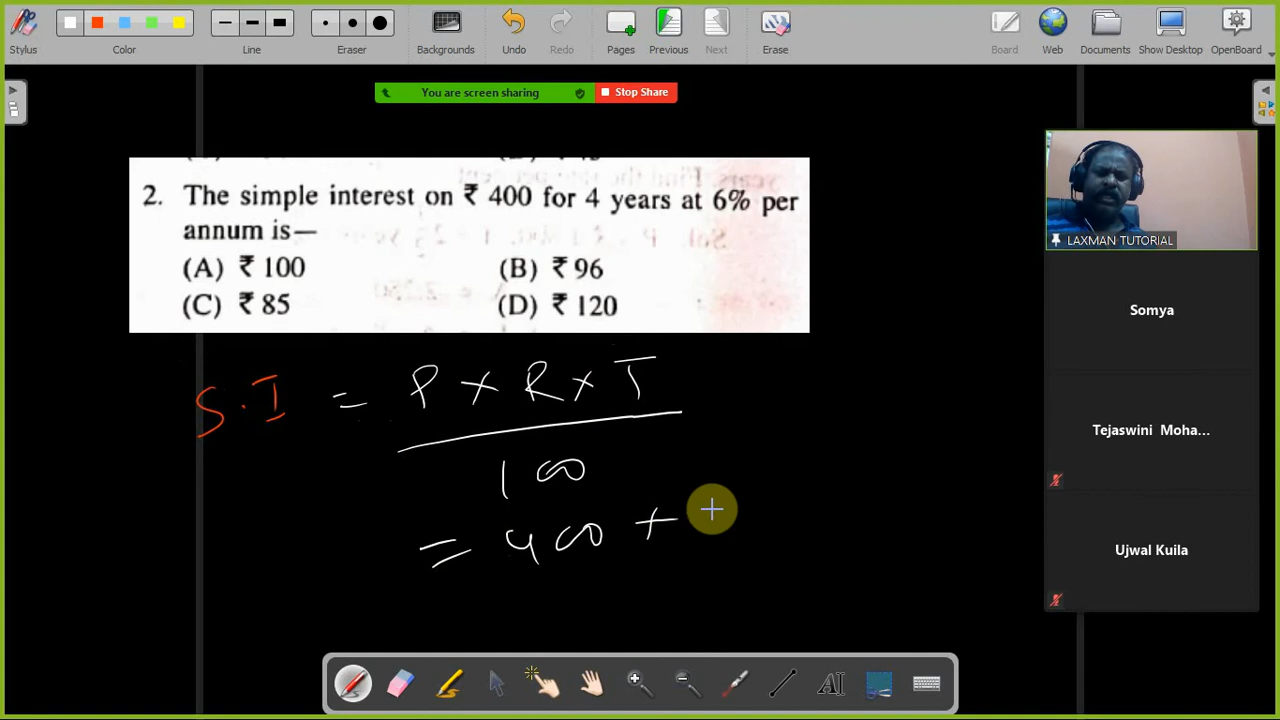 Stylus Color Line Eraser Backgrounds Undo Redo Pages Previous Next Erase Board Web Documents Show Desktop OpenBoard
You are screen sharing Stop Share
2. The simple interest on ₹ 400 for 4 years at 6% per
annum is—
(A) ₹ 100 (B) ₹ 96
(C) ₹ 85 (D) ₹ 120
S.I = P × R × T
100
= 400 ×
LAXMAN TUTORIAL
Somya
Tejaswini Moha...
Ujwal Kuila
AI